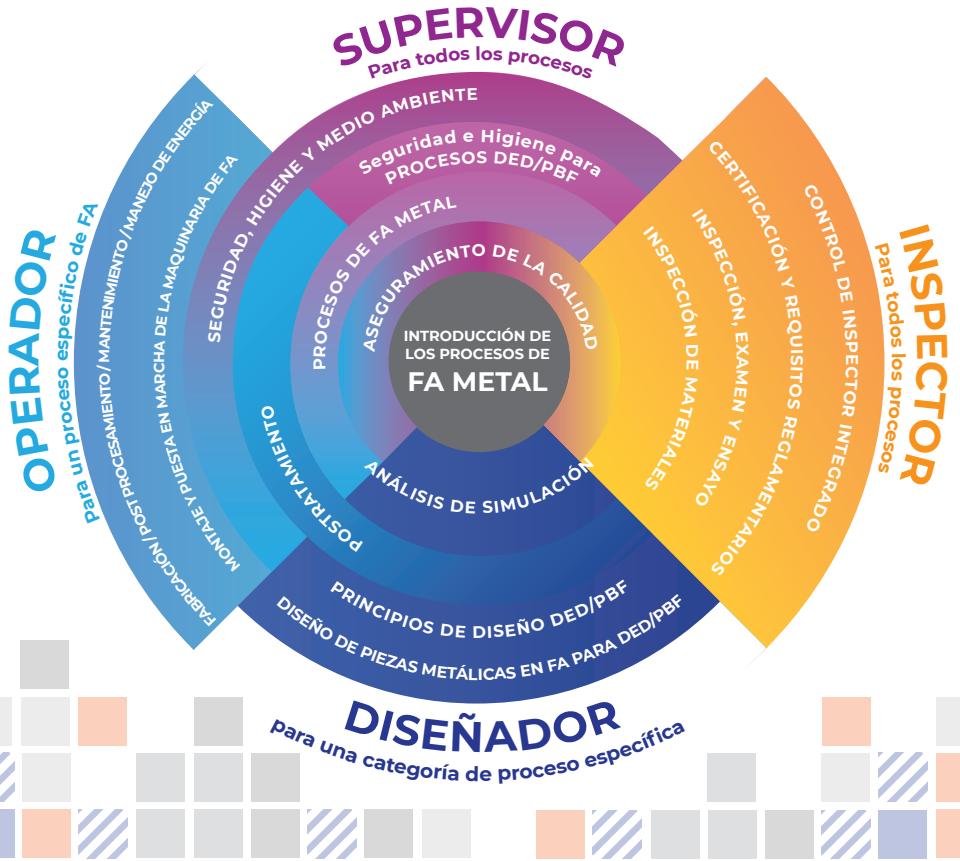 SUPERVISOR
Para todos los procesos
SEGURIDAD, HIGIENE Y MEDIO AMBIENTE
Seguridad e Higiene para
PROCESOS DED/PBF
PROCESOS DE FA METAL
ASEGURAMIENTO DE LA CALIDAD
INTRODUCCIÓN DE
LOS PROCESOS DE
FA METAL
OPERADOR
Para un proceso específico de FA
FABRICACIÓN / POST PROCESAMIENTO / MANTENIMIENTO / MANEJO DE ENERGÍA
MONTAJE Y PUESTA EN MARCHA DE LA MAQUINARIA DE FA
POSTRATAMIENTO
INSPECTOR
Para todos los procesos
CONTROL DE INSPECTOR INTEGRADO
CERTIFICACIÓN Y REQUISITOS REGLAMENTARIOS
INSPECCIÓN, EXAMEN Y ENSAYO
INSPECCIÓN DE MATERIALES
ANÁLISIS DE SIMULACIÓN
PRINCIPIOS DE DISEÑO DED/PBF
DISEÑO DE PIEZAS METÁLICAS EN FA PARA DED/PBF
DISEÑADOR
para una categoría de proceso específica